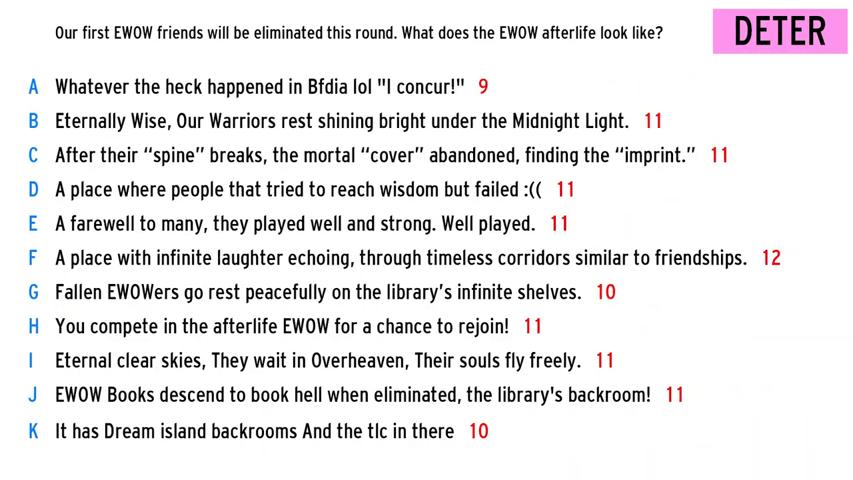 Our first EWOW friends will be eliminated this round. What does the EWOW afterlife look like?
DETER
A Whatever the heck happened in Bfdia lol "I concur!" 9
B Eternally Wise, Our Warriors rest shining bright under the Midnight Light. 11
C After their “spine” breaks, the mortal “cover” abandoned, finding the “imprint.” 11
D A place where people that tried to reach wisdom but failed :(( 11
E A farewell to many, they played well and strong. Well played. 11
F A place with infinite laughter echoing, through timeless corridors similar to friendships. 12
G Fallen EWOWers go rest peacefully on the library’s infinite shelves. 10
H You compete in the afterlife EWOW for a chance to rejoin! 11
I Eternal clear skies, They wait in Overheaven, Their souls fly freely. 11
J EWOW Books descend to book hell when eliminated, the library's backroom! 11
K It has Dream island backrooms And the tlc in there 10